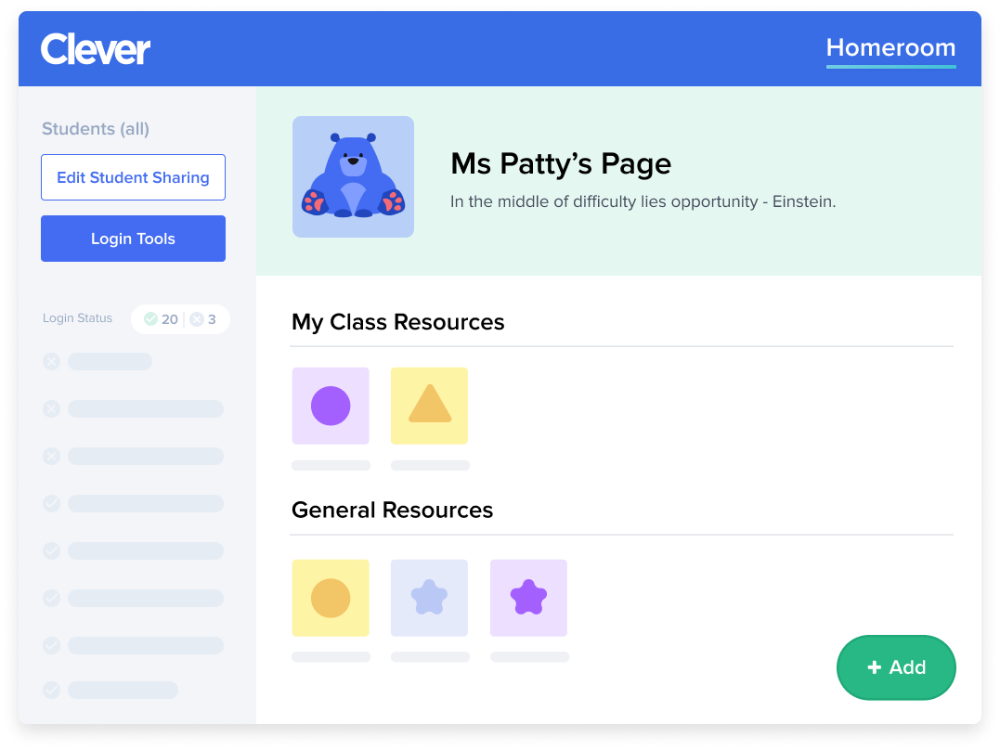 Clever
Homeroom
Students (all)
Edit Student Sharing
Login Tools
Login Status 20 3
Ms Patty’s Page
In the middle of difficulty lies opportunity - Einstein.
My Class Resources
General Resources
+ Add